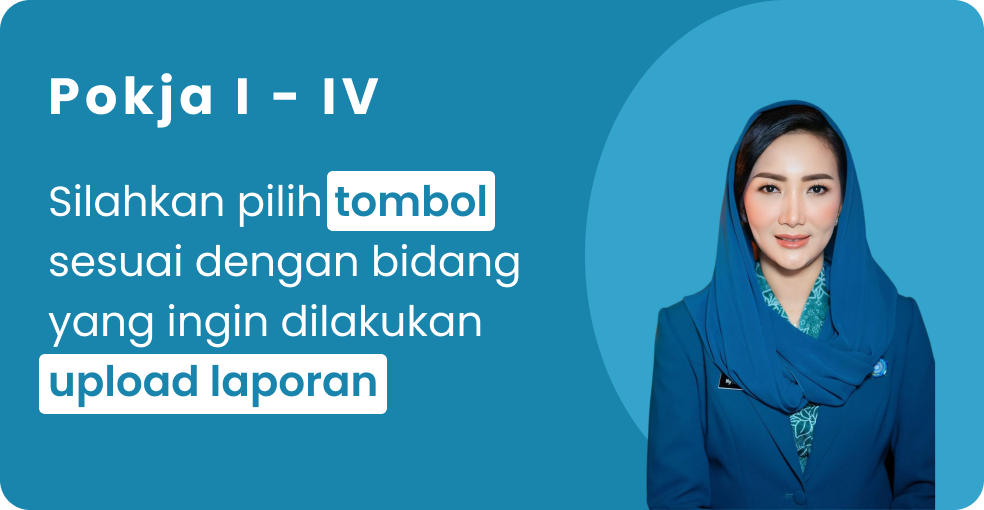 Pokja I - IV
Silahkan pilih tombol
sesuai dengan bidang
yang ingin dilakukan
upload laporan